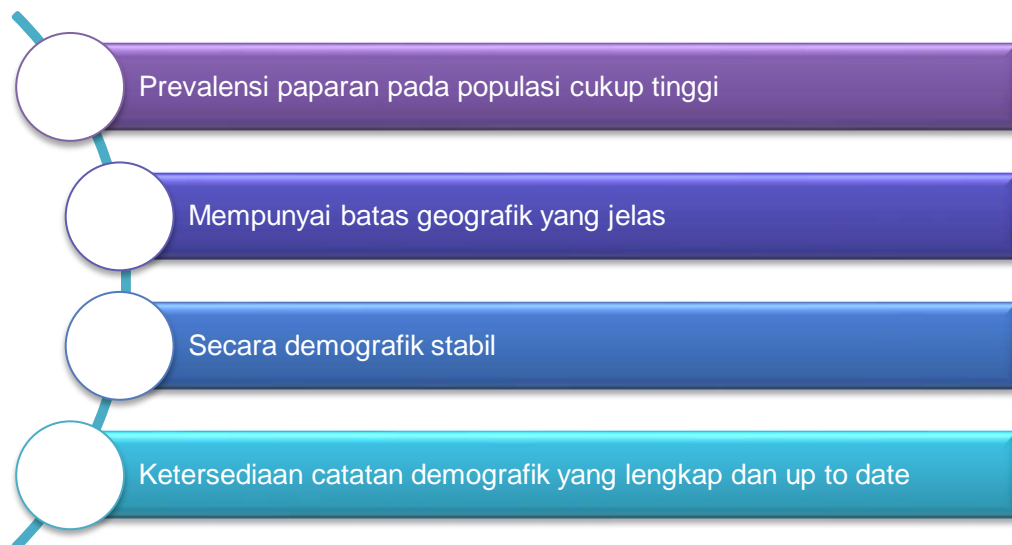 Prevalensi paparan pada populasi cukup tinggi
Mempunyai batas geografik yang jelas
Secara demografik stabil
Ketersediaan catatan demografik yang lengkap dan up to date